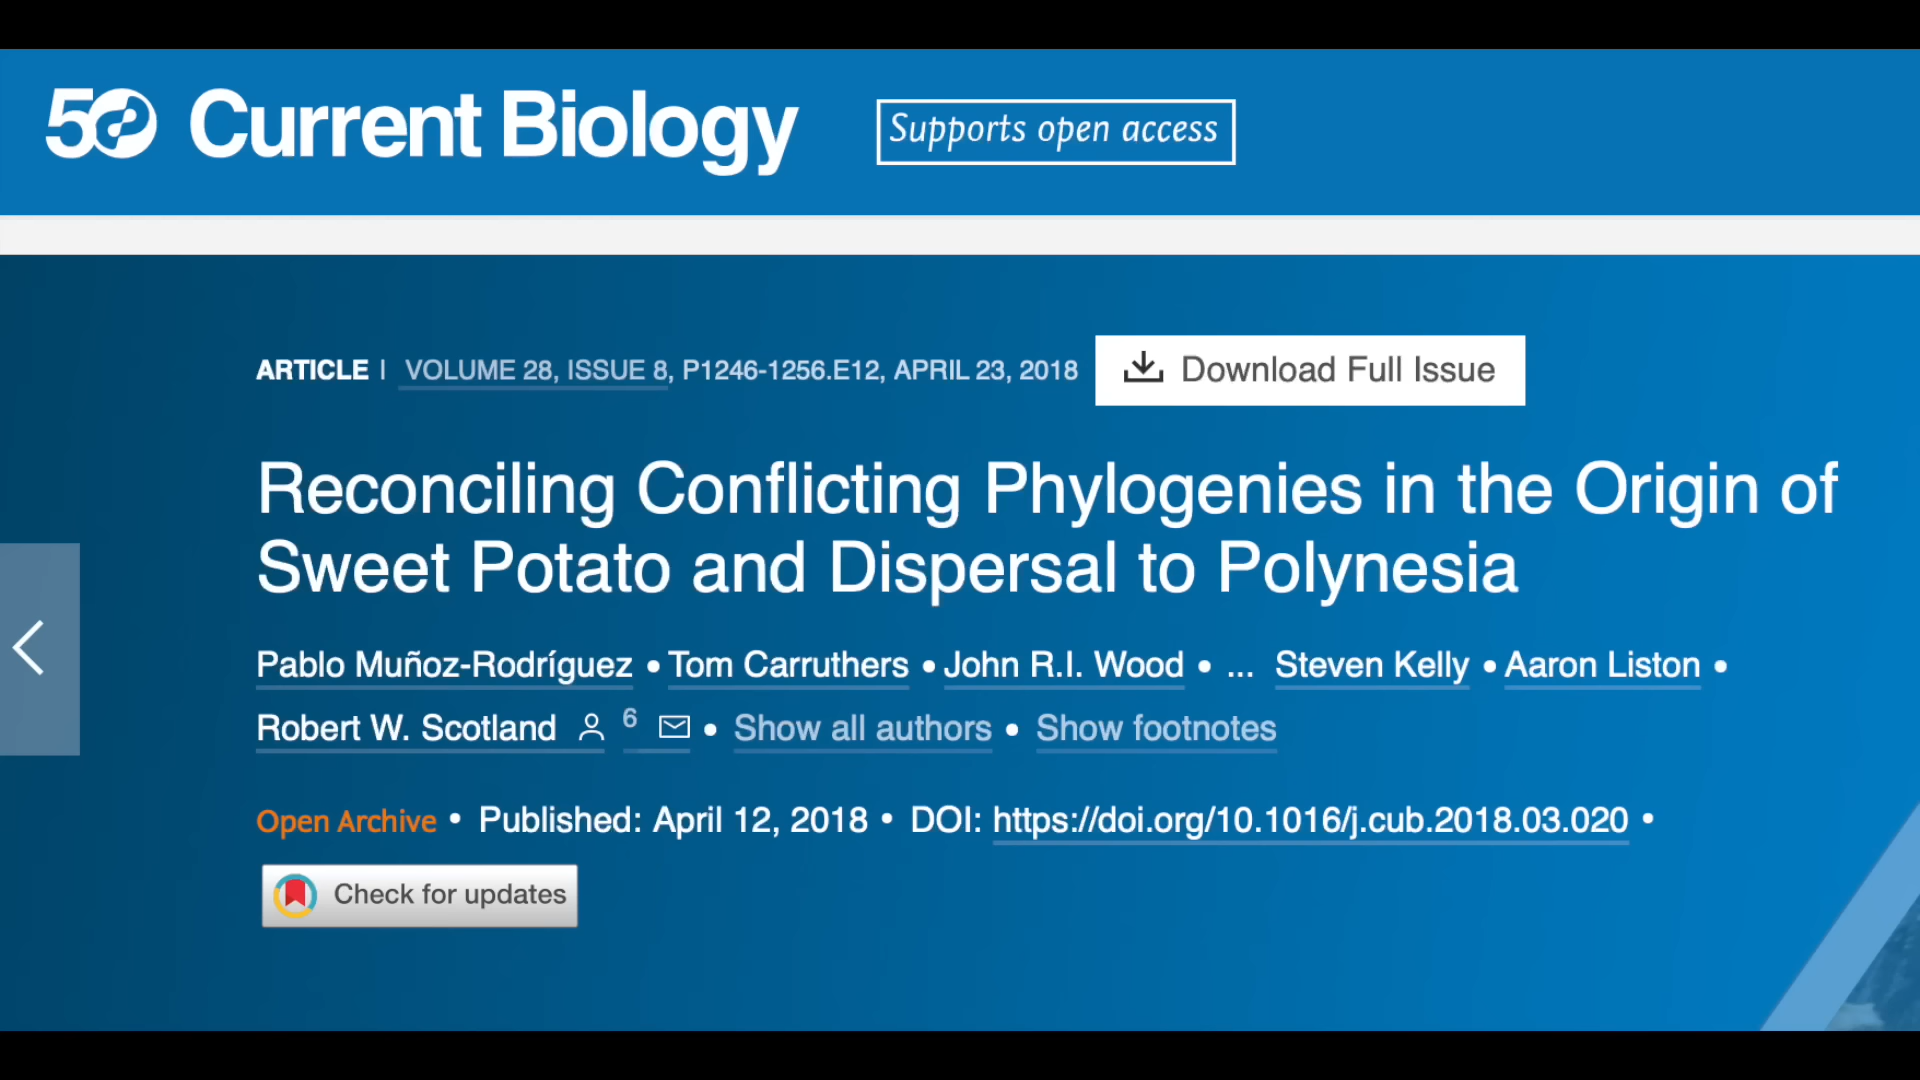 50 Current Biology
Supports open access
ARTICLE | VOLUME 28, ISSUE 8, P1246-1256.E12, APRIL 23, 2018
Download Full Issue
Reconciling Conflicting Phylogenies in the Origin of
Sweet Potato and Dispersal to Polynesia
Pablo Muñoz-Rodríguez • Tom Carruthers • John R.I. Wood • ... Steven Kelly • Aaron Liston •
Robert W. Scotland 6 • Show all authors • Show footnotes
Open Archive • Published: April 12, 2018 • DOI: https://doi.org/10.1016/j.cub.2018.03.020 •
Check for updates